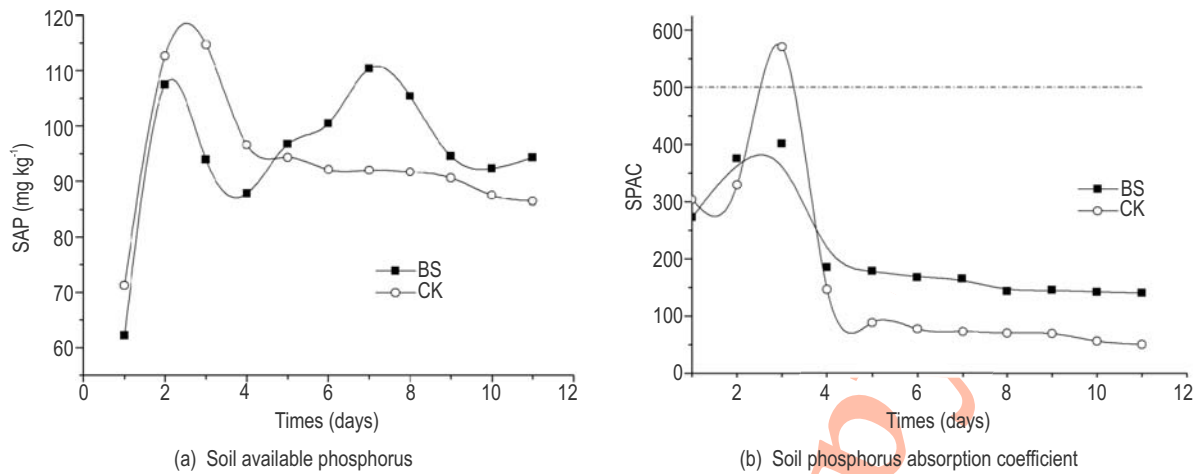 120
110
100
90
80
70
60
SAP (mg kg-1)
BS
CK
0 2 4 6 8 10 12
Times (days)
(a) Soil available phosphorus
600
500
400
300
200
100
0
SPAC
BS
CK
2 4 6 8 10 12
Times (days)
(b) Soil phosphorus absorption coefficient